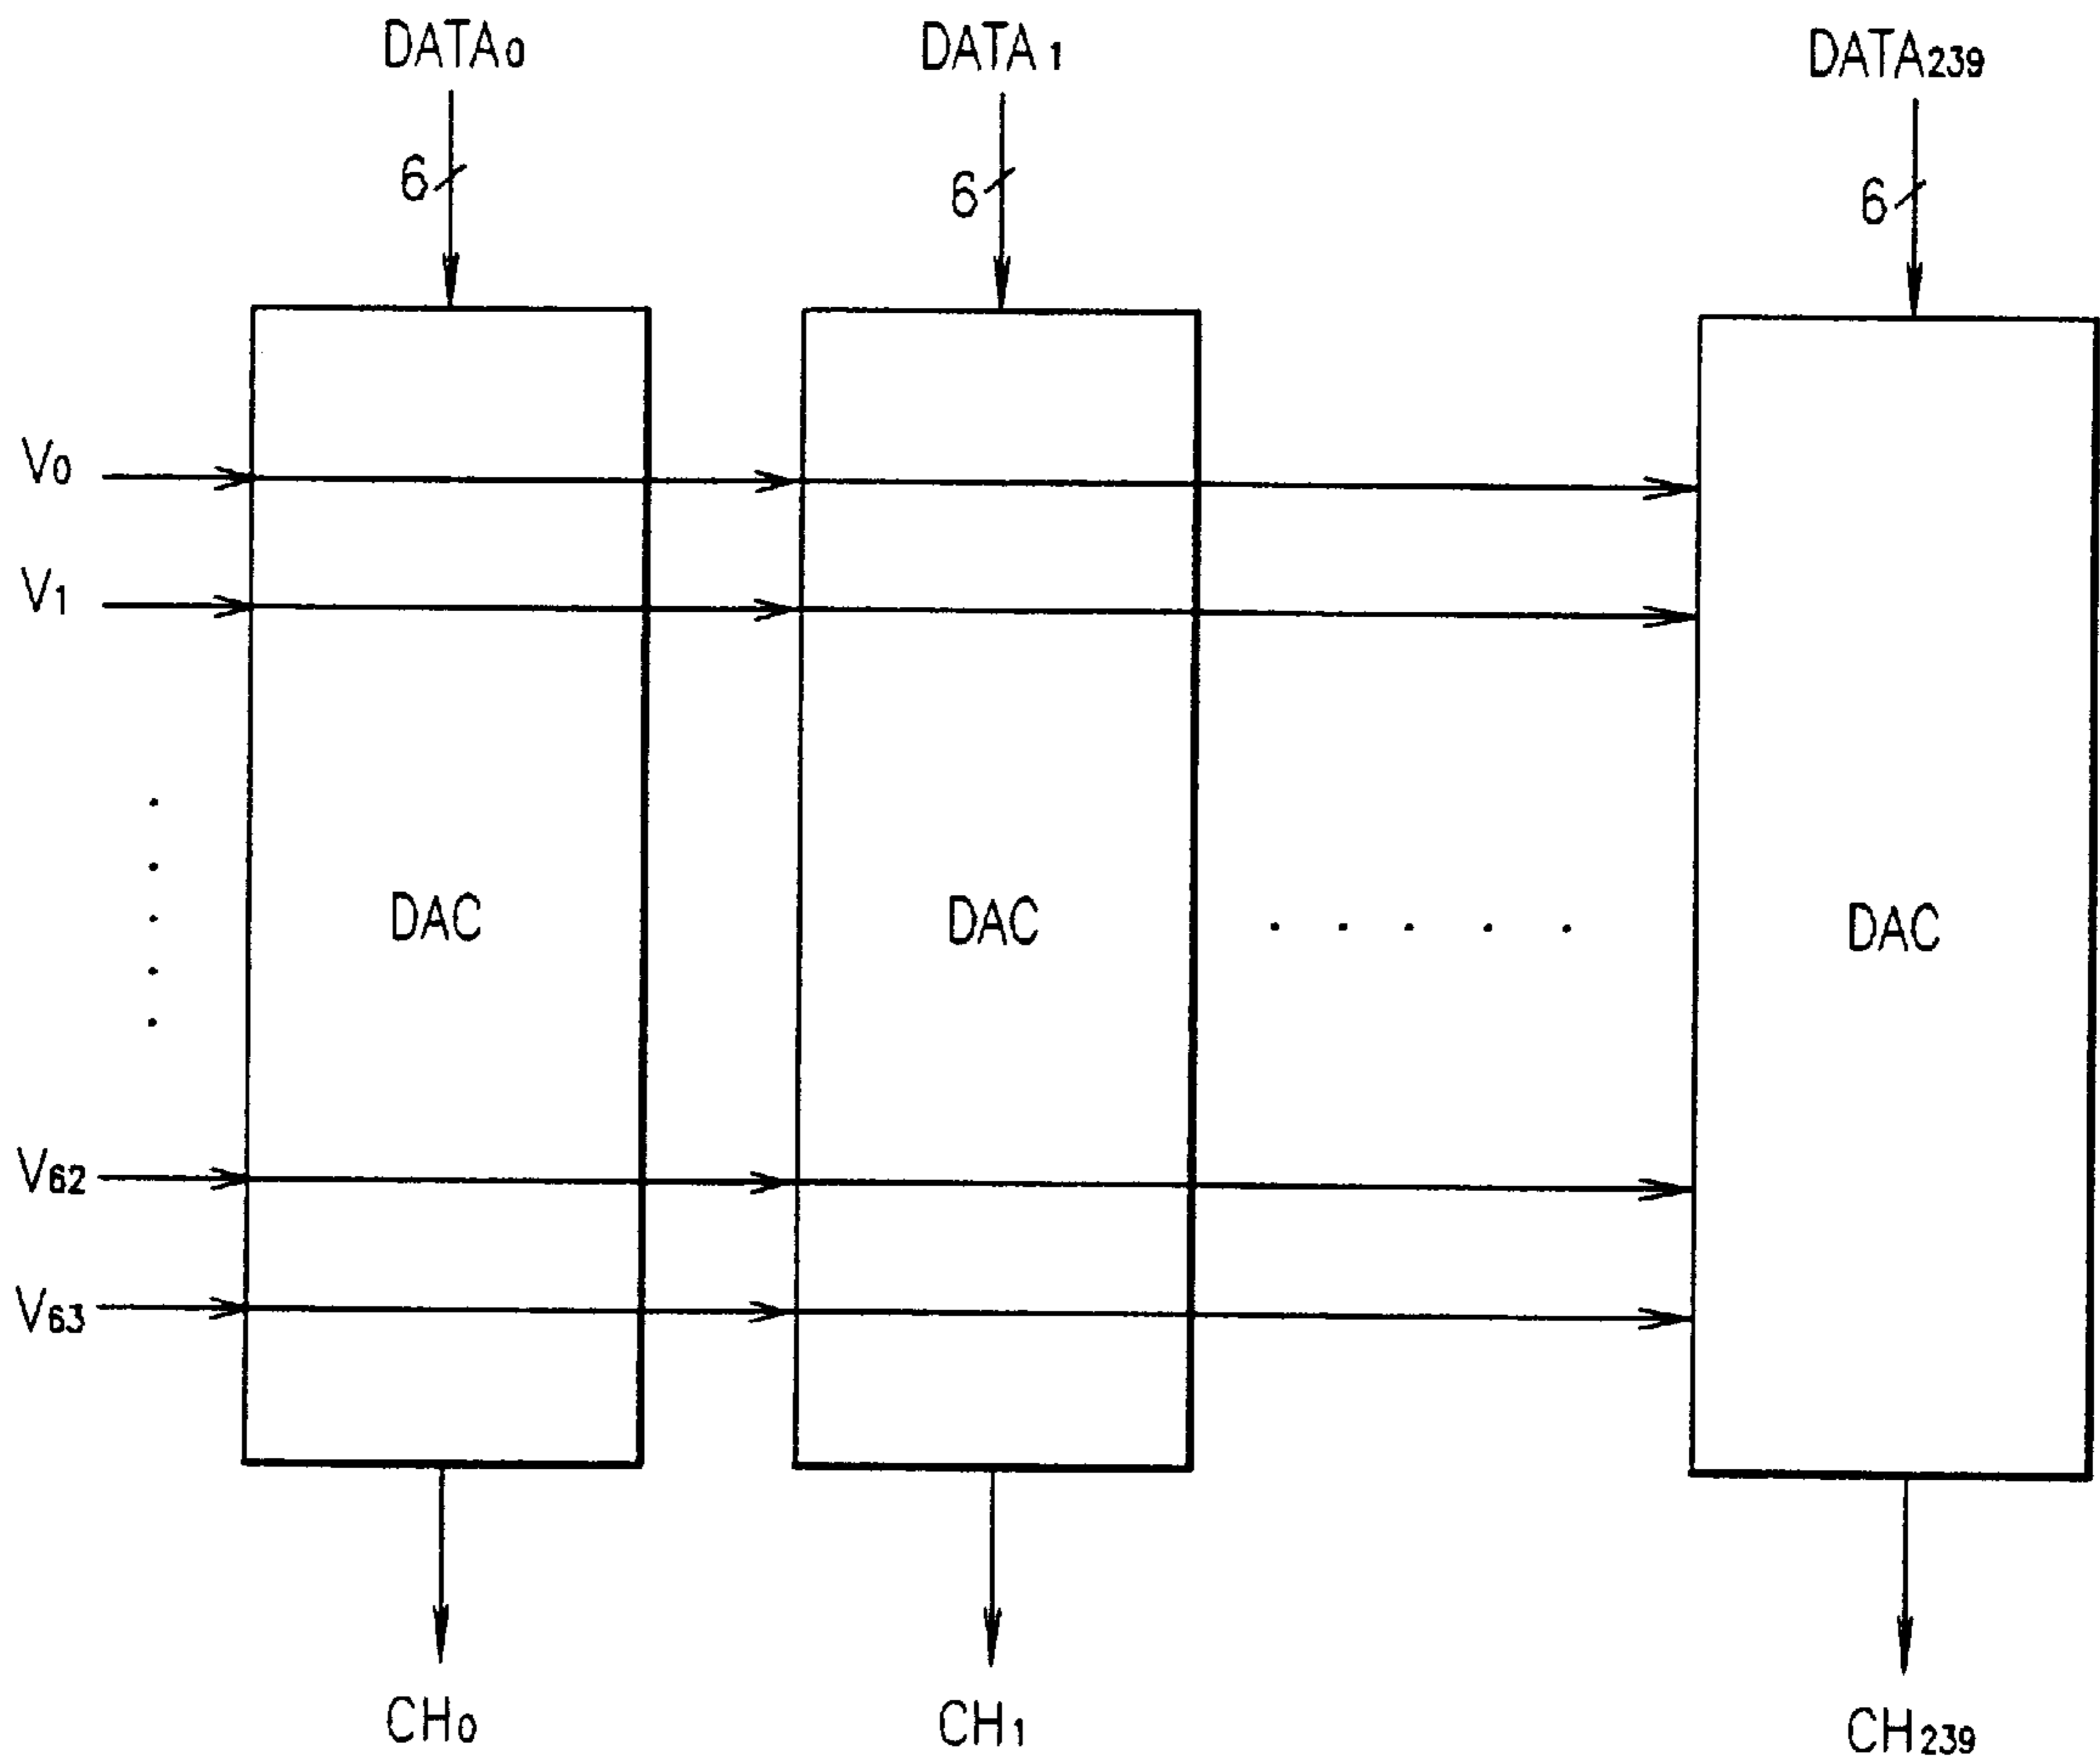 DATA0 DATA1 DATA239
6 6 6
V0
V1
DAC DAC DAC
V62
V63
CH0 CH1 CH239